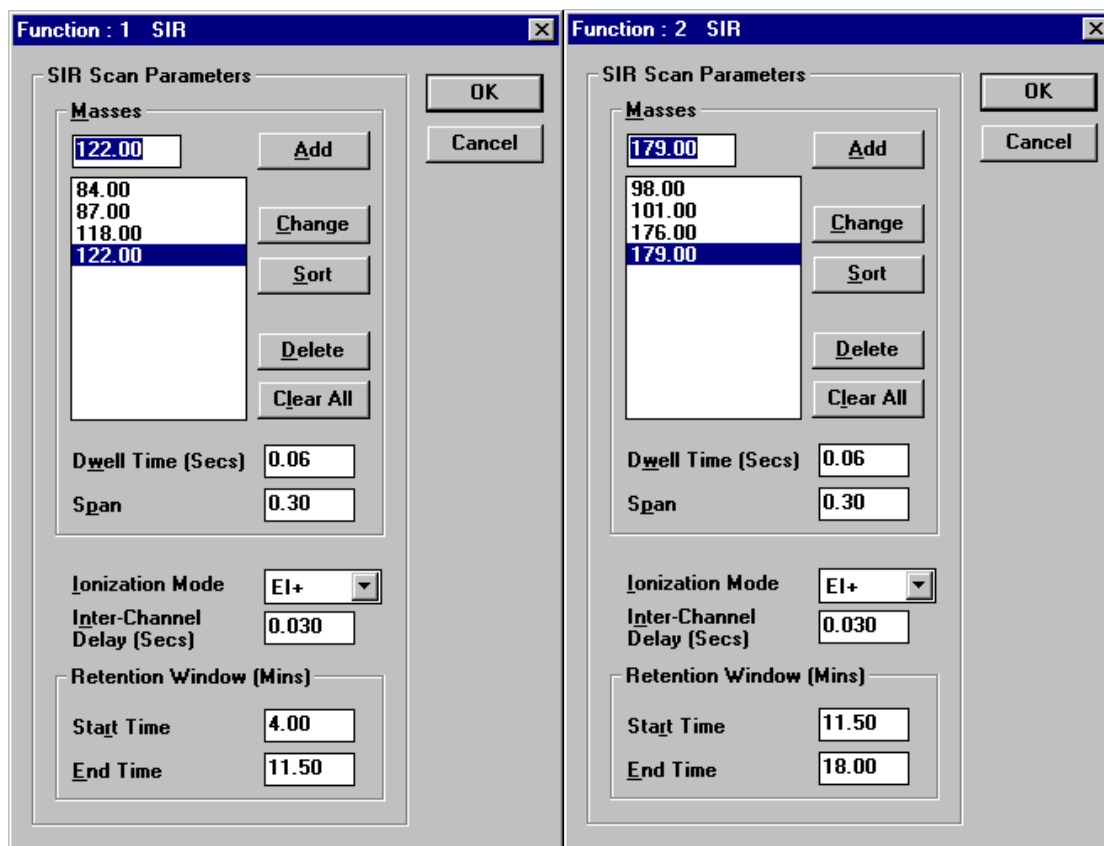 Function : 1 SIR
SIR Scan Parameters
OK
Cancel
Masses
122.00
Add
84.00
87.00
118.00
122.00
Change
Sort
Delete
Clear All
Dwell Time (Secs) 0.06
Span 0.30
Ionization Mode EI+
Inter-Channel
Delay (Secs) 0.030
Retention Window (Mins)
Start Time 4.00
End Time 11.50
Function : 2 SIR
SIR Scan Parameters
OK
Cancel
Masses
179.00
Add
98.00
101.00
176.00
179.00
Change
Sort
Delete
Clear All
Dwell Time (Secs) 0.06
Span 0.30
Ionization Mode EI+
Inter-Channel
Delay (Secs) 0.030
Retention Window (Mins)
Start Time 11.50
End Time 18.00